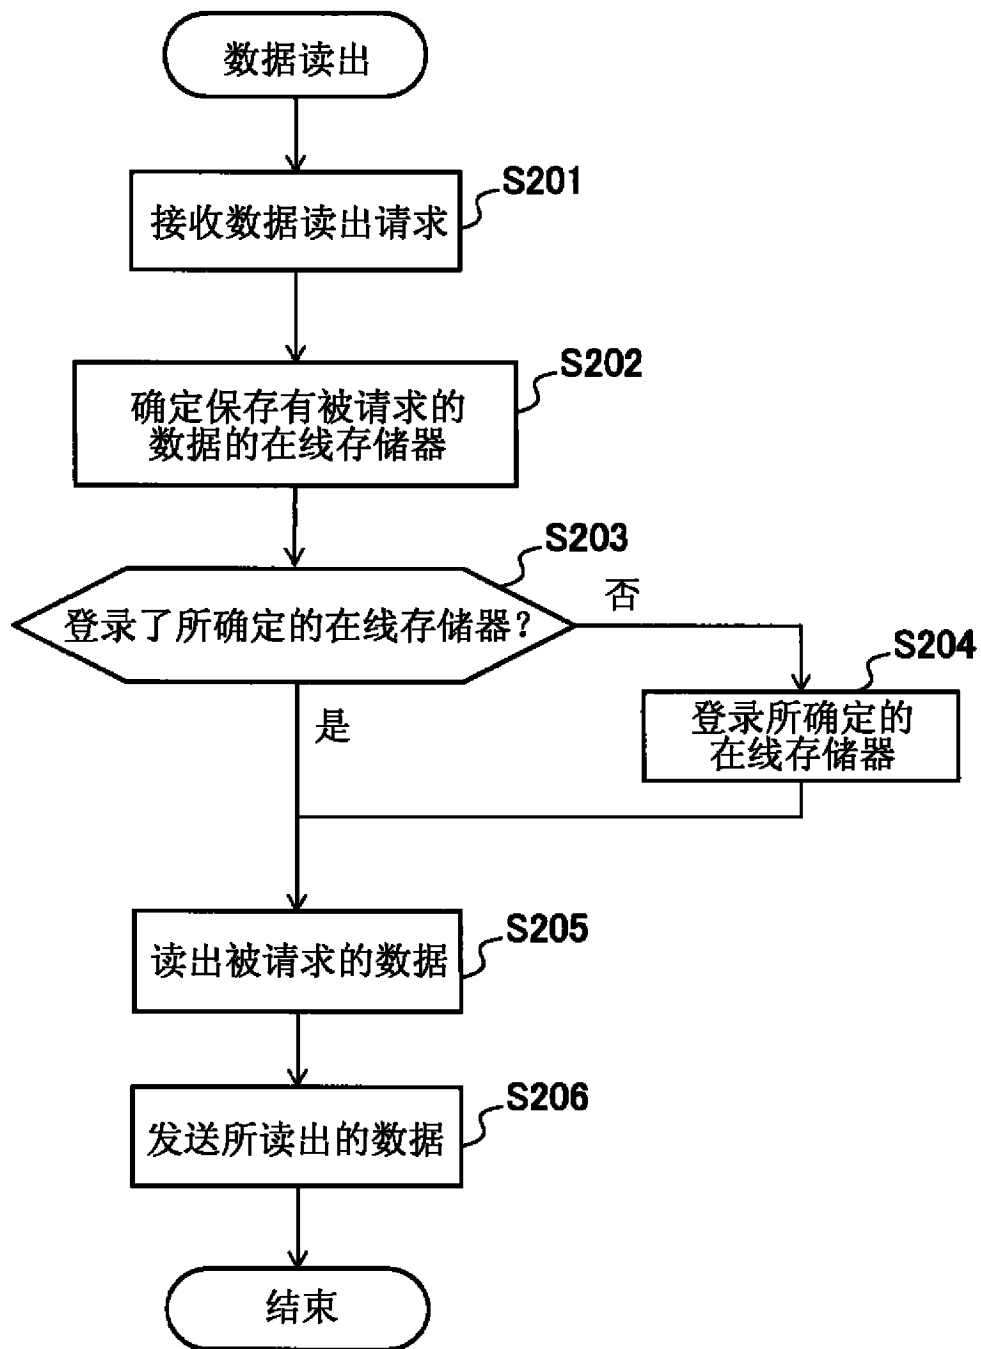 数据读出
S201
接收数据读出请求
S202
确定保存有被请求的
数据的在线存储器
S203
登录了所确定的在线存储器？
否
S204
登录所确定的
在线存储器
是
S205
读出被请求的数据
S206
发送所读出的数据
结束